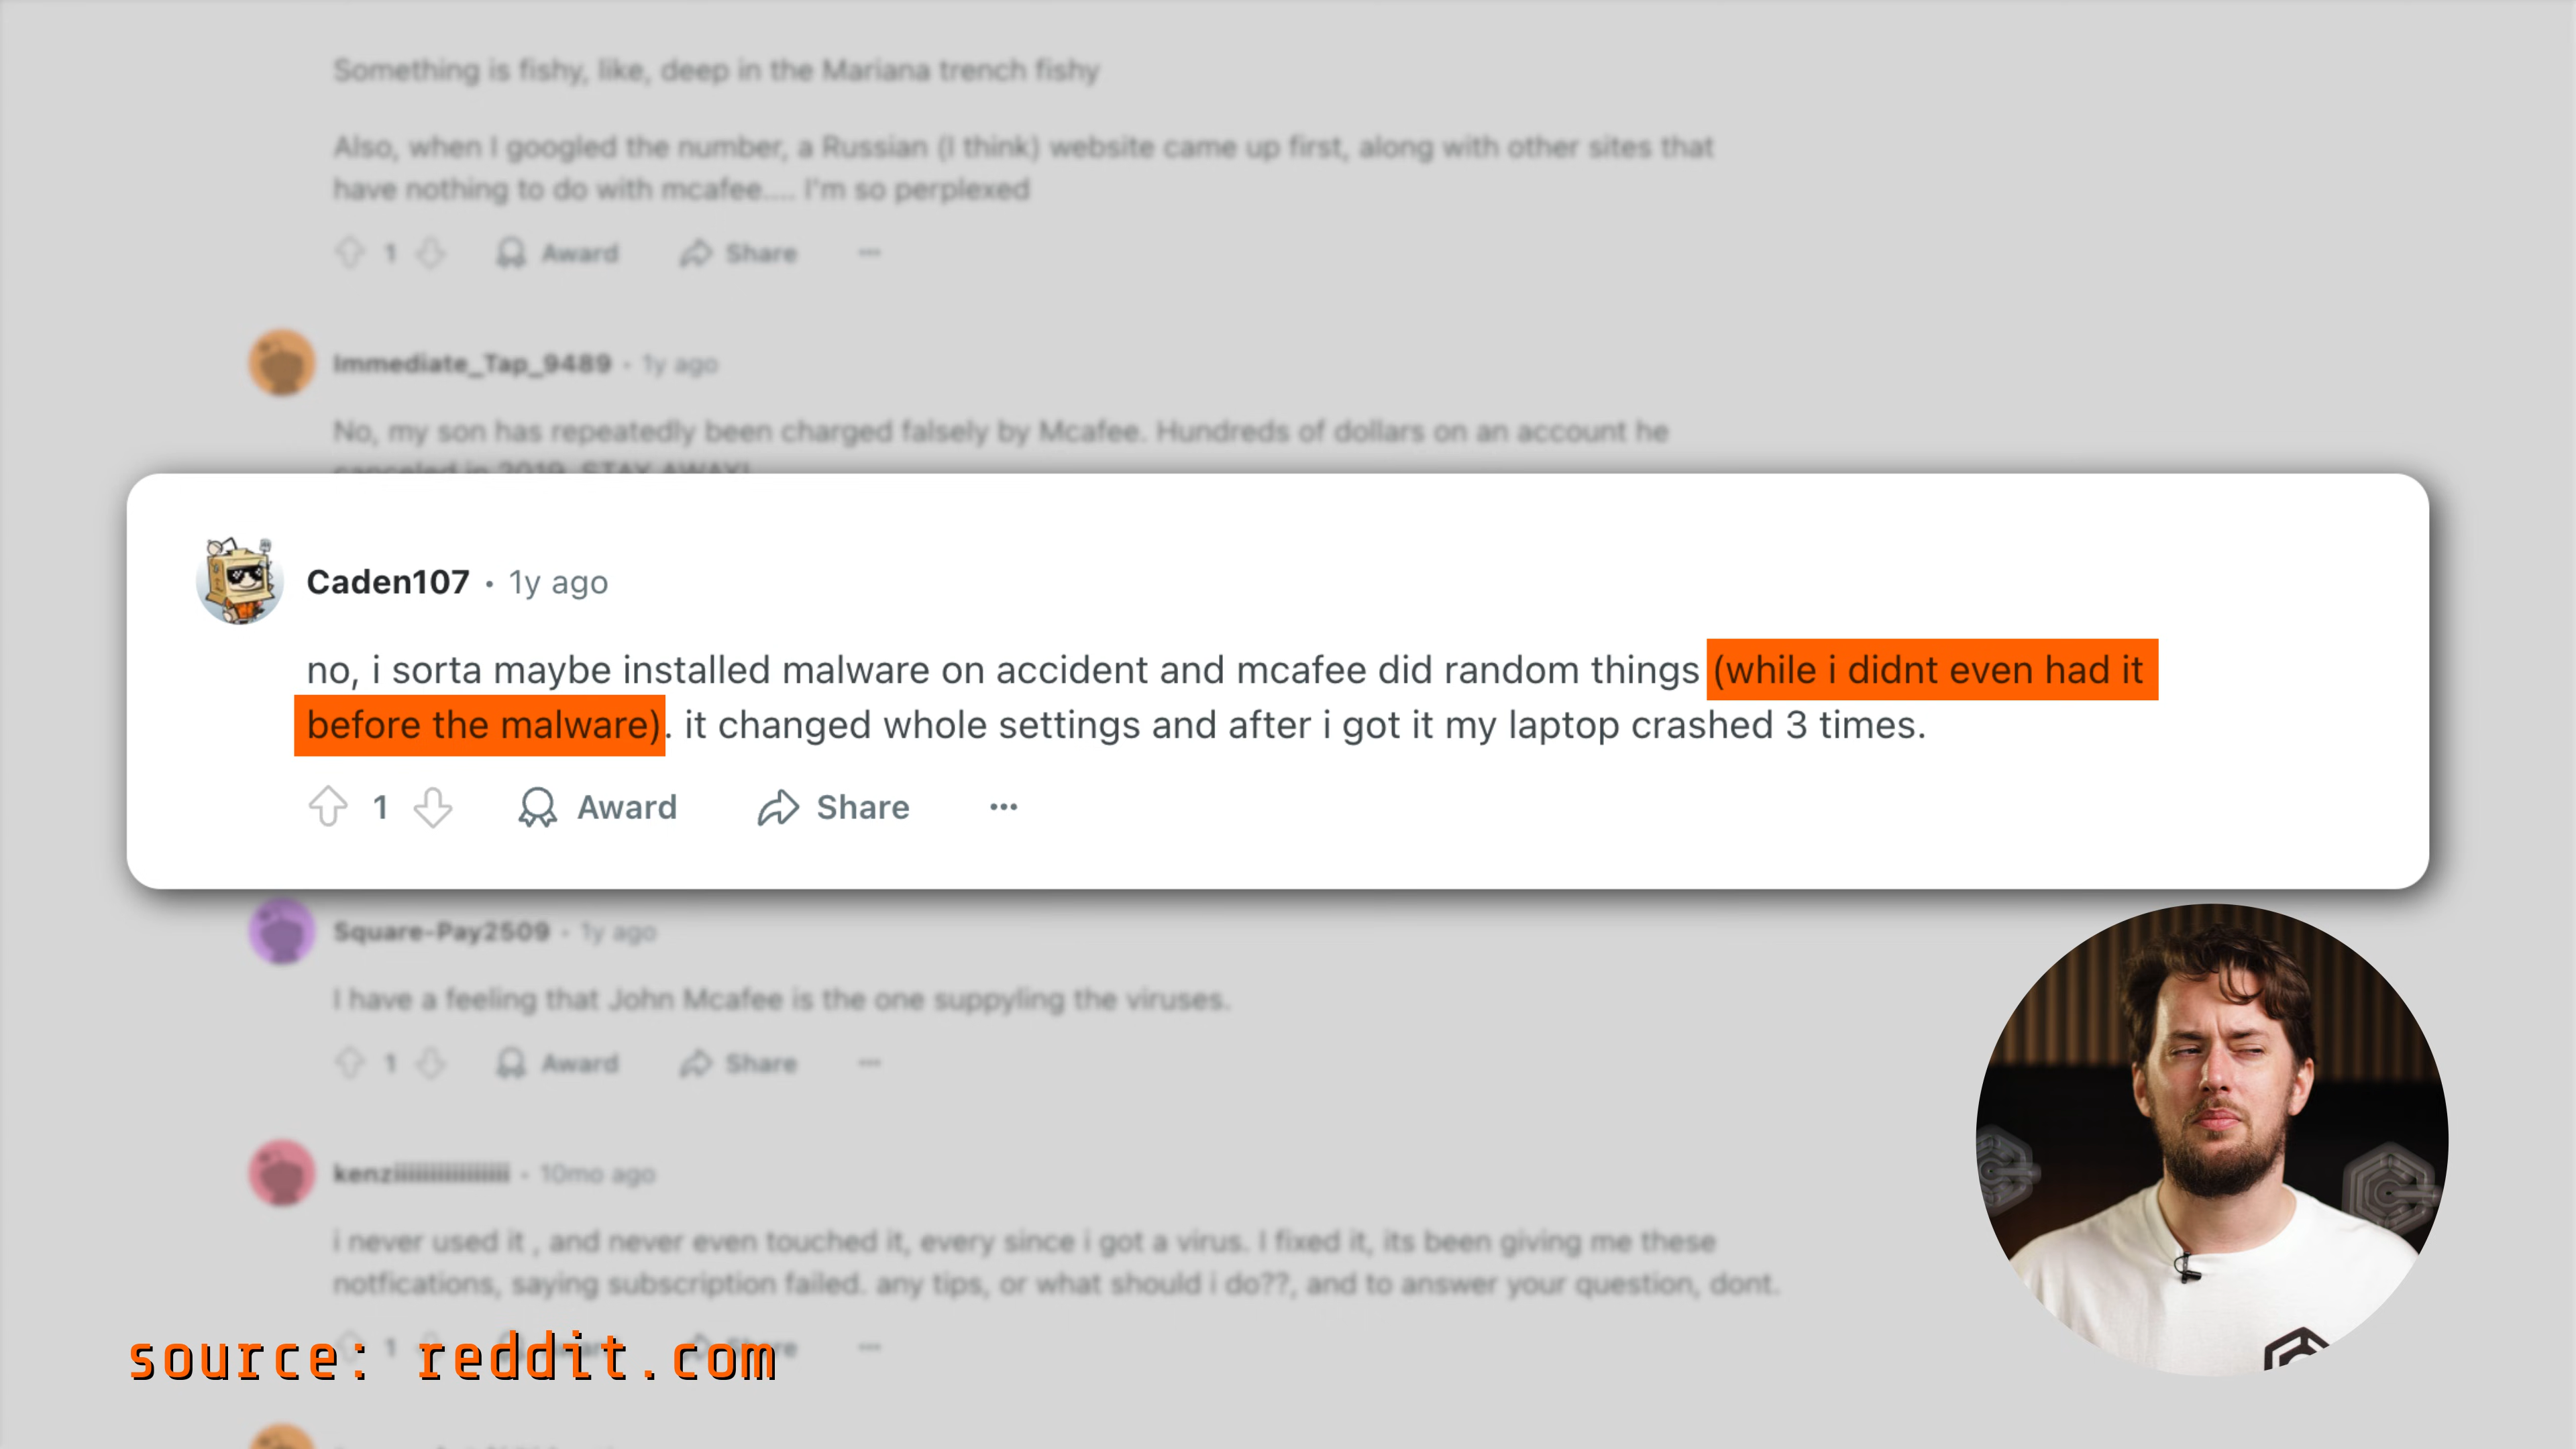 Something is fishy, like, deep in the Mariana trench fishy
Also, when I googled the number, a Russian (I think) website came up first, along with other sites that
have nothing to do with mcafee.... I'm so perplexed
1 Award Share
Immediate_Tap_9489 • 1y ago
No, my son has repeatedly been charged falsely by Mcafee. Hundreds of dollars on an account he
canceled in 2019. STAY AWAY!
Caden107 • 1y ago
no, i sorta maybe installed malware on accident and mcafee did random things (while i didnt even had it
before the malware). it changed whole settings and after i got it my laptop crashed 3 times.
1 Award Share
Square-Pay2509 • 1y ago
I have a feeling that John Mcafee is the one suppyling the viruses.
1 Award Share
• 10mo ago
i never used it , and never even touched it, every since i got a virus. I fixed it, its been giving me these
notfications, saying subscription failed. any tips, or what should i do??, and to answer your question, dont.
1 Share
source: reddit.com